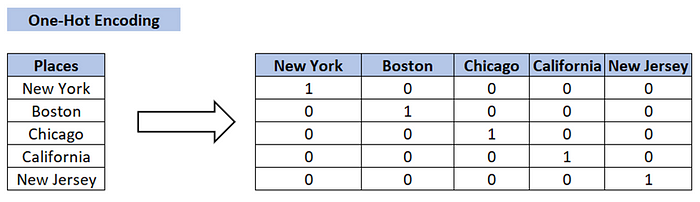 One-Hot Encoding
Places
New York
Boston
Chicago
California
New Jersey
New York Boston Chicago California New Jersey
1 0 0 0 0
0 1 0 0 0
0 0 1 0 0
0 0 0 1 0
0 0 0 0 1